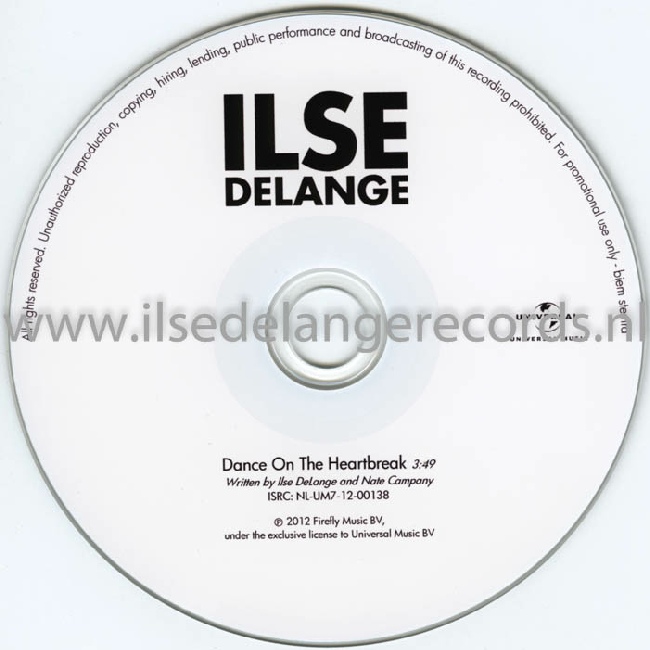 All rights reserved. Unauthorized reproduction, copying, hiring, lending, public performance and broadcasting of this recording prohibited. For promotional use only - biem stemra
ILSE
DELANGE
www.ilsedelangerecords.nl
UNIVERSAL
UNIVERSAL MUSIC
Dance On The Heartbreak 3:49
Written by Ilse DeLange and Nate Campany
ISRC: NL-UM7-12-00138
℗ 2012 Firefly Music BV,
under the exclusive license to Universal Music BV